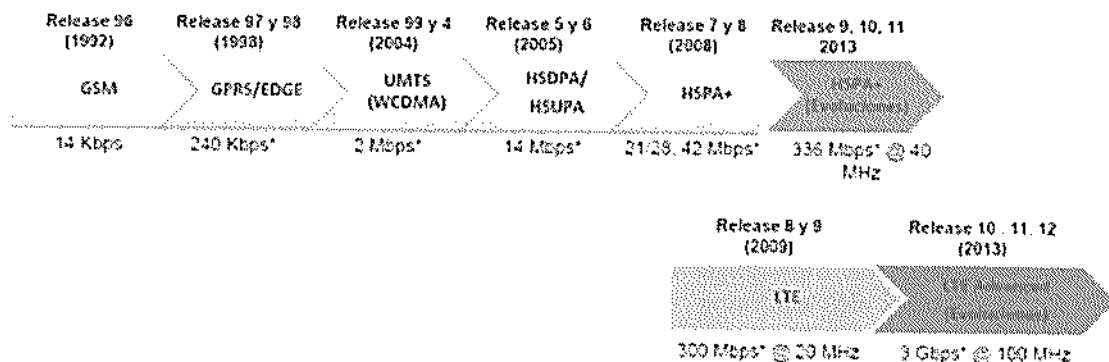 Release 96
(1992)
Release 97 y 98
(1998)
Release 99 y 4
(2004)
Release 5 y 6
(2005)
Release 7 y 8
(2008)
Release 9, 10, 11
2013
GSM
GPRS/EDGE
UMTS
(WCDMA)
HSDPA/
HSUPA
HSPA+
HSPA+
14 Kbps
240 Kbps*
2 Mbps*
14 Mbps*
21/28, 42 Mbps*
336 Mbps* @ 40
MHz
Release 8 y 9
(2009)
Release 10 , 11, 12
(2013)
LTE
LTE Advanced
300 Mbps* @ 20 MHz
3 Gbps* @ 100 MHz